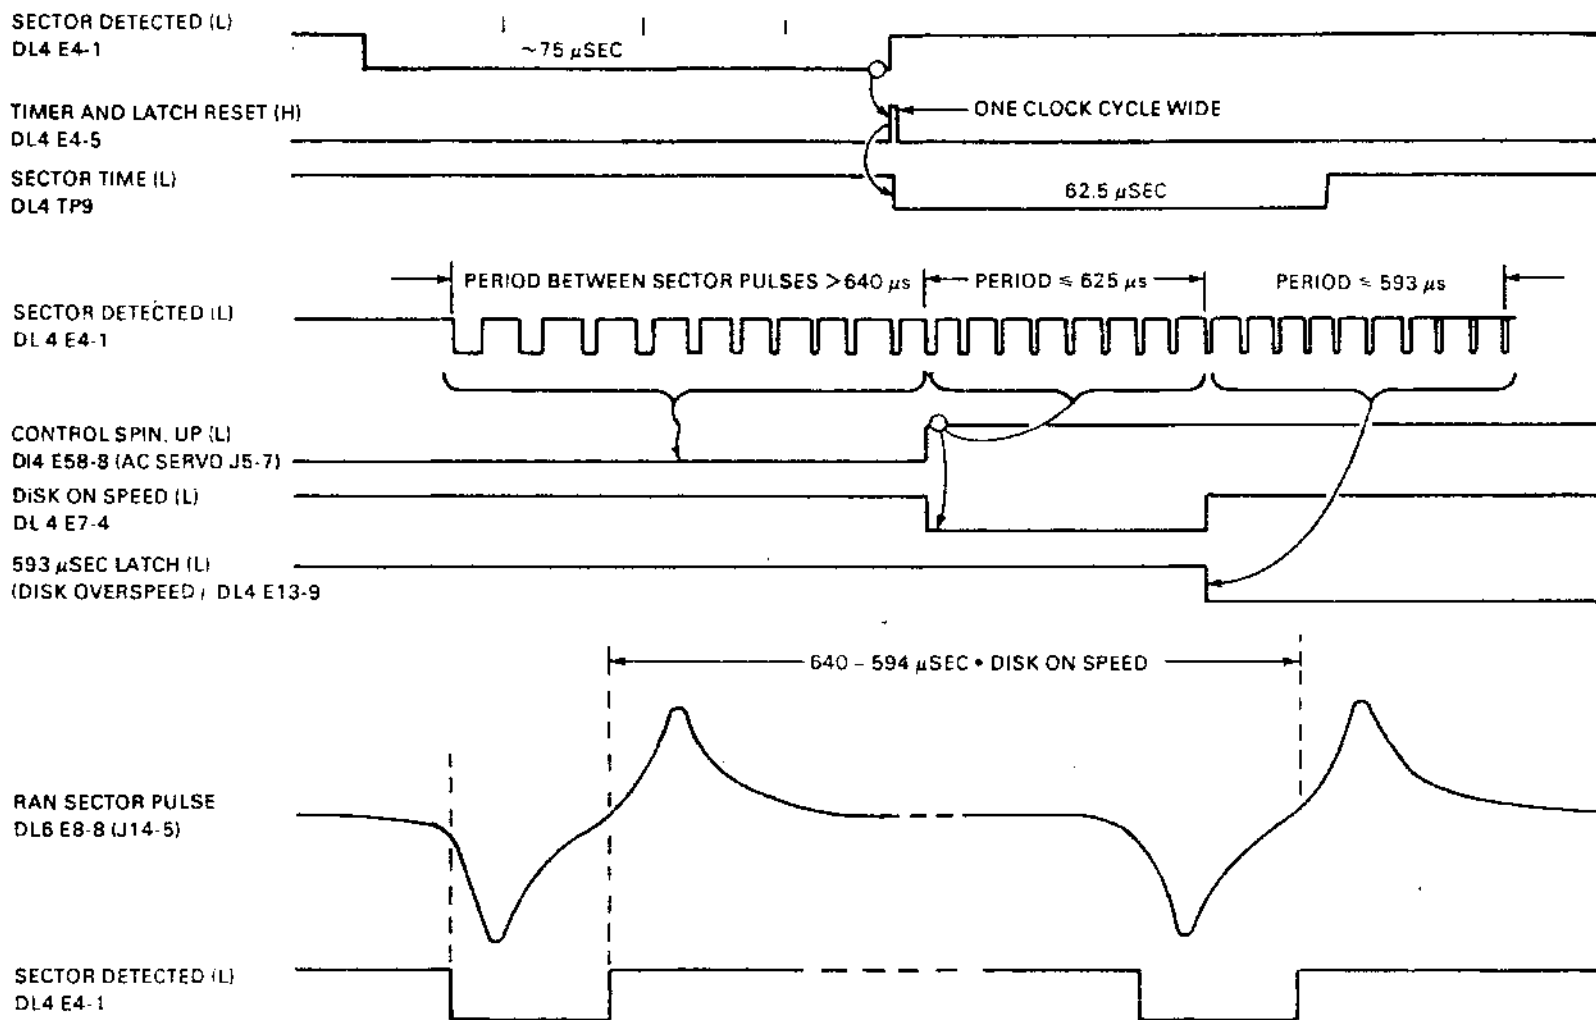 SECTOR DETECTED (L)
DL4 E4-1
~75 μSEC
TIMER AND LATCH RESET (H)
DL4 E4-5
ONE CLOCK CYCLE WIDE
SECTOR TIME (L)
DL4 TP9
62.5 μSEC
PERIOD BETWEEN SECTOR PULSES >640 μs
PERIOD ≤ 625 μs
PERIOD ≤ 593 μs
SECTOR DETECTED (L)
DL4 E4-1
CONTROL SPIN. UP (L)
DI4 E58-8 (AC SERVO J5-7)
DISK ON SPEED (L)
DL4 E7-4
593 μSEC LATCH (L)
(DISK OVERSPEED / DL4 E13-9
640 – 594 μSEC • DISK ON SPEED
RAN SECTOR PULSE
DL6 E8-8 (J14-5)
SECTOR DETECTED (L)
DL4 E4-1